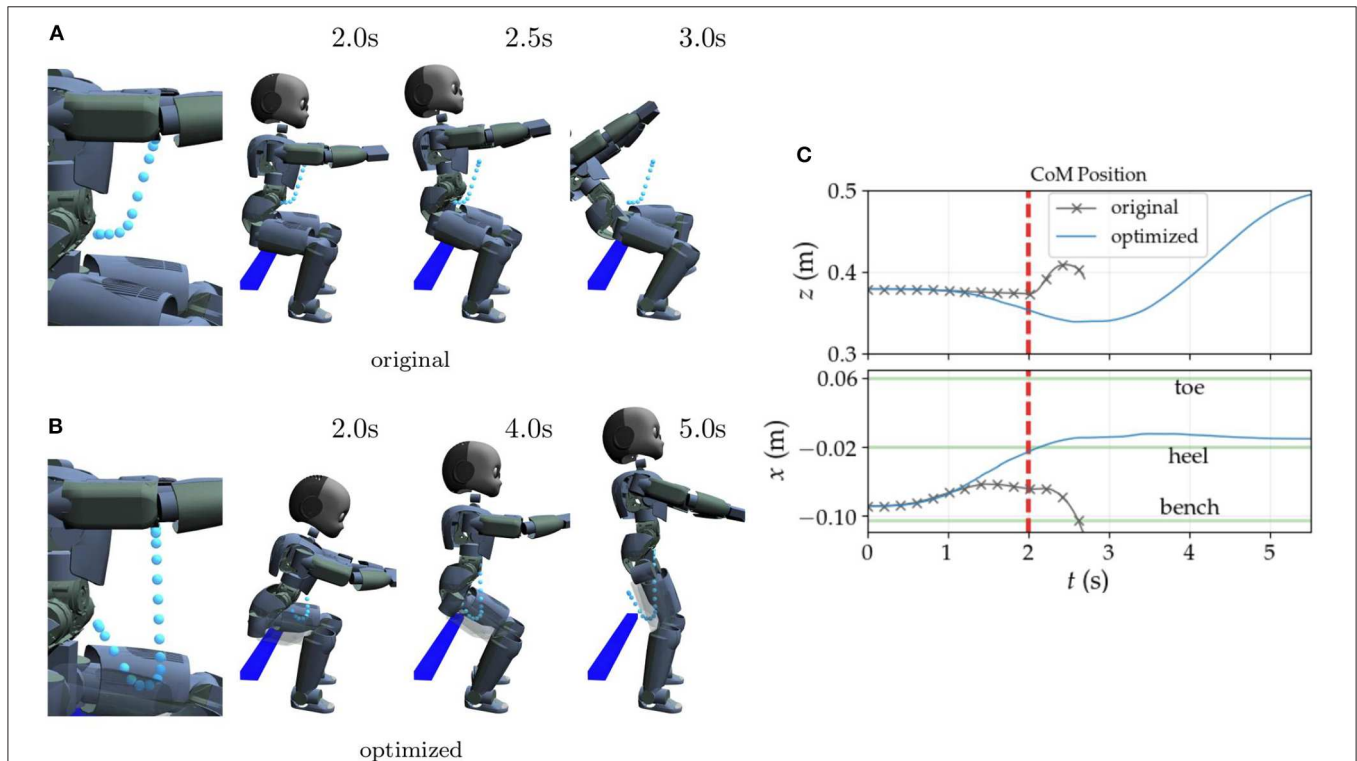 A
2.0s 2.5s 3.0s
original
B
2.0s 4.0s 5.0s
optimized
C
CoM Position
0.5
original
optimized
z (m)
0.4
0.3
0.06
toe
x (m)
−0.02
heel
bench
−0.10
0 1 2 3 4 5
t (s)